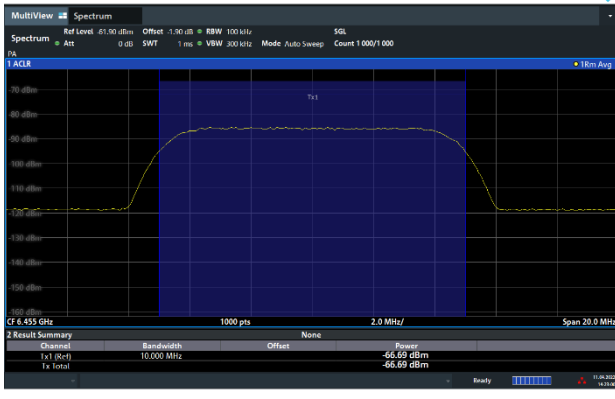 MultiView Spectrum
Ref Level -61.90 dBm Offset -1.90 dB RBW 100 kHz SGL
Spectrum Att 0 dB SWT 1 ms VBW 300 kHz Mode Auto Sweep Count 1 000/1 000
PA
1 ACLR 1Rm Avg
Tx1
-70 dBm
-80 dBm
-90 dBm
-100 dBm
-110 dBm
-120 dBm
-130 dBm
-140 dBm
-150 dBm
-160 dBm
CF 6.455 GHz 1000 pts 2.0 MHz/ Span 20.0 MHz
2 Result Summary None
Channel Bandwidth Offset Power
Tx1 (Ref) 10.000 MHz -66.69 dBm
Tx Total -66.69 dBm
Ready